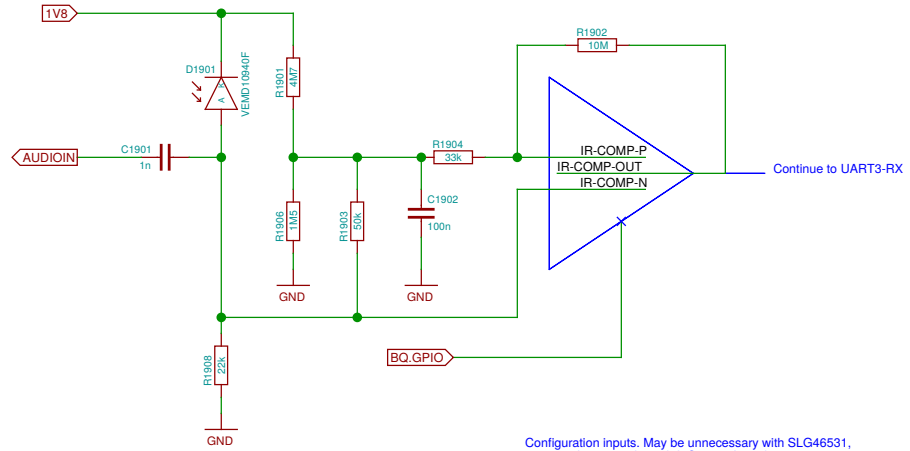 1V8
R1902
10M
D1901
K
A
VEMD10940F
R1901
4M7
C1901
1n
AUDIOIN
R1904
33k
IR-COMP-P
IR-COMP-OUT
IR-COMP-N
Continue to UART3-RX
R1906
1M5
R1903
50k
C1902
100n
GND
GND
R1908
22k
BQ.GPIO
GND
Configuration inputs. May be unnecessary with SLG46531,